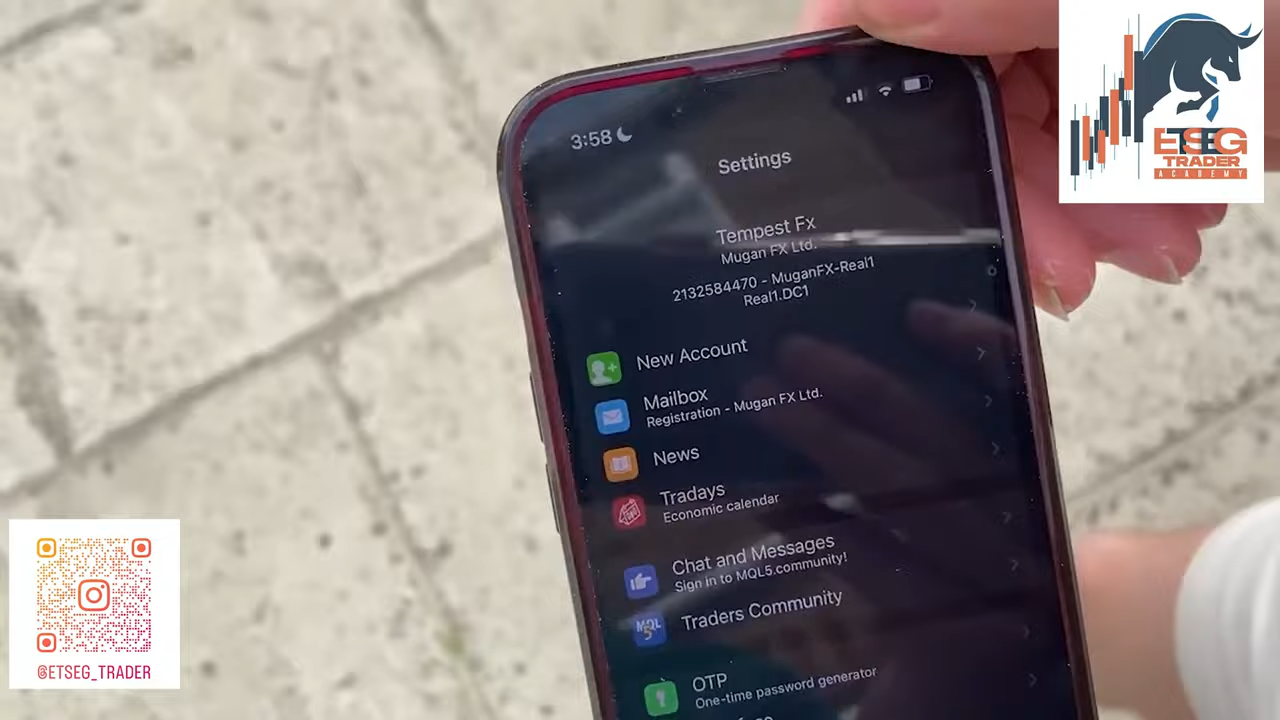 3:58
Settings
Tempest Fx
Mugan FX Ltd.
2132584470 - MuganFX-Real1
Real1.DC1
New Account
Mailbox
Registration - Mugan FX Ltd.
News
Tradays
Economic calendar
Chat and Messages
Sign in to MQL5.community!
MQL
5
Traders Community
OTP
One-time password generator
ETSEG
TRADER
ACADEMY
@ETSEG_TRADER